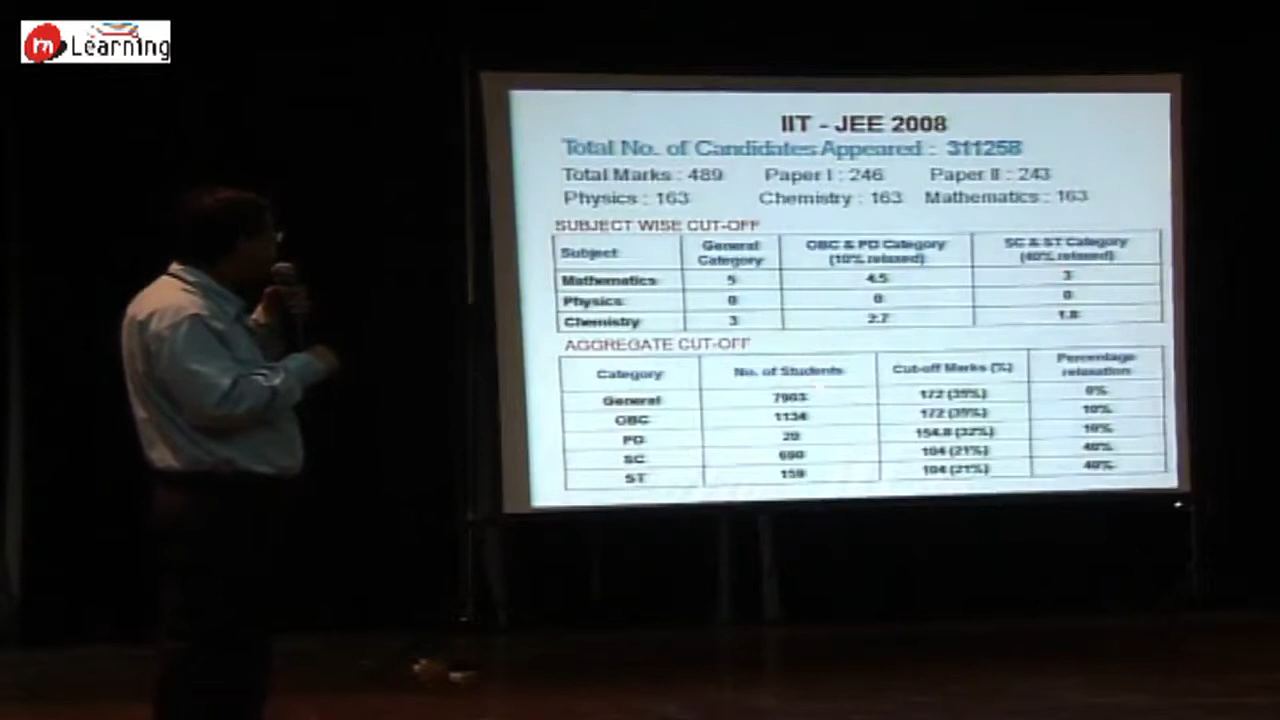 m Learning
IIT - JEE 2008
Total No. of Candidates Appeared : 311258
Total Marks : 489 Paper I : 246 Paper II : 243
Physics : 163 Chemistry : 163 Mathematics : 163
SUBJECT WISE CUT-OFF
Subject General Category OBC & PD Category (10% relaxed) SC & ST Category (40% relaxed)
Mathematics 5 4.5 3
Physics 0 0 0
Chemistry 3 2.7 1.8
AGGREGATE CUT-OFF
Category No. of Students Cut-off Marks (%) Percentage relaxation
General 7903 172 (35%) 0%
OBC 1134 172 (35%) 10%
PD 20 154.8 (32%) 10%
SC 690 104 (21%) 40%
ST 159 104 (21%) 40%